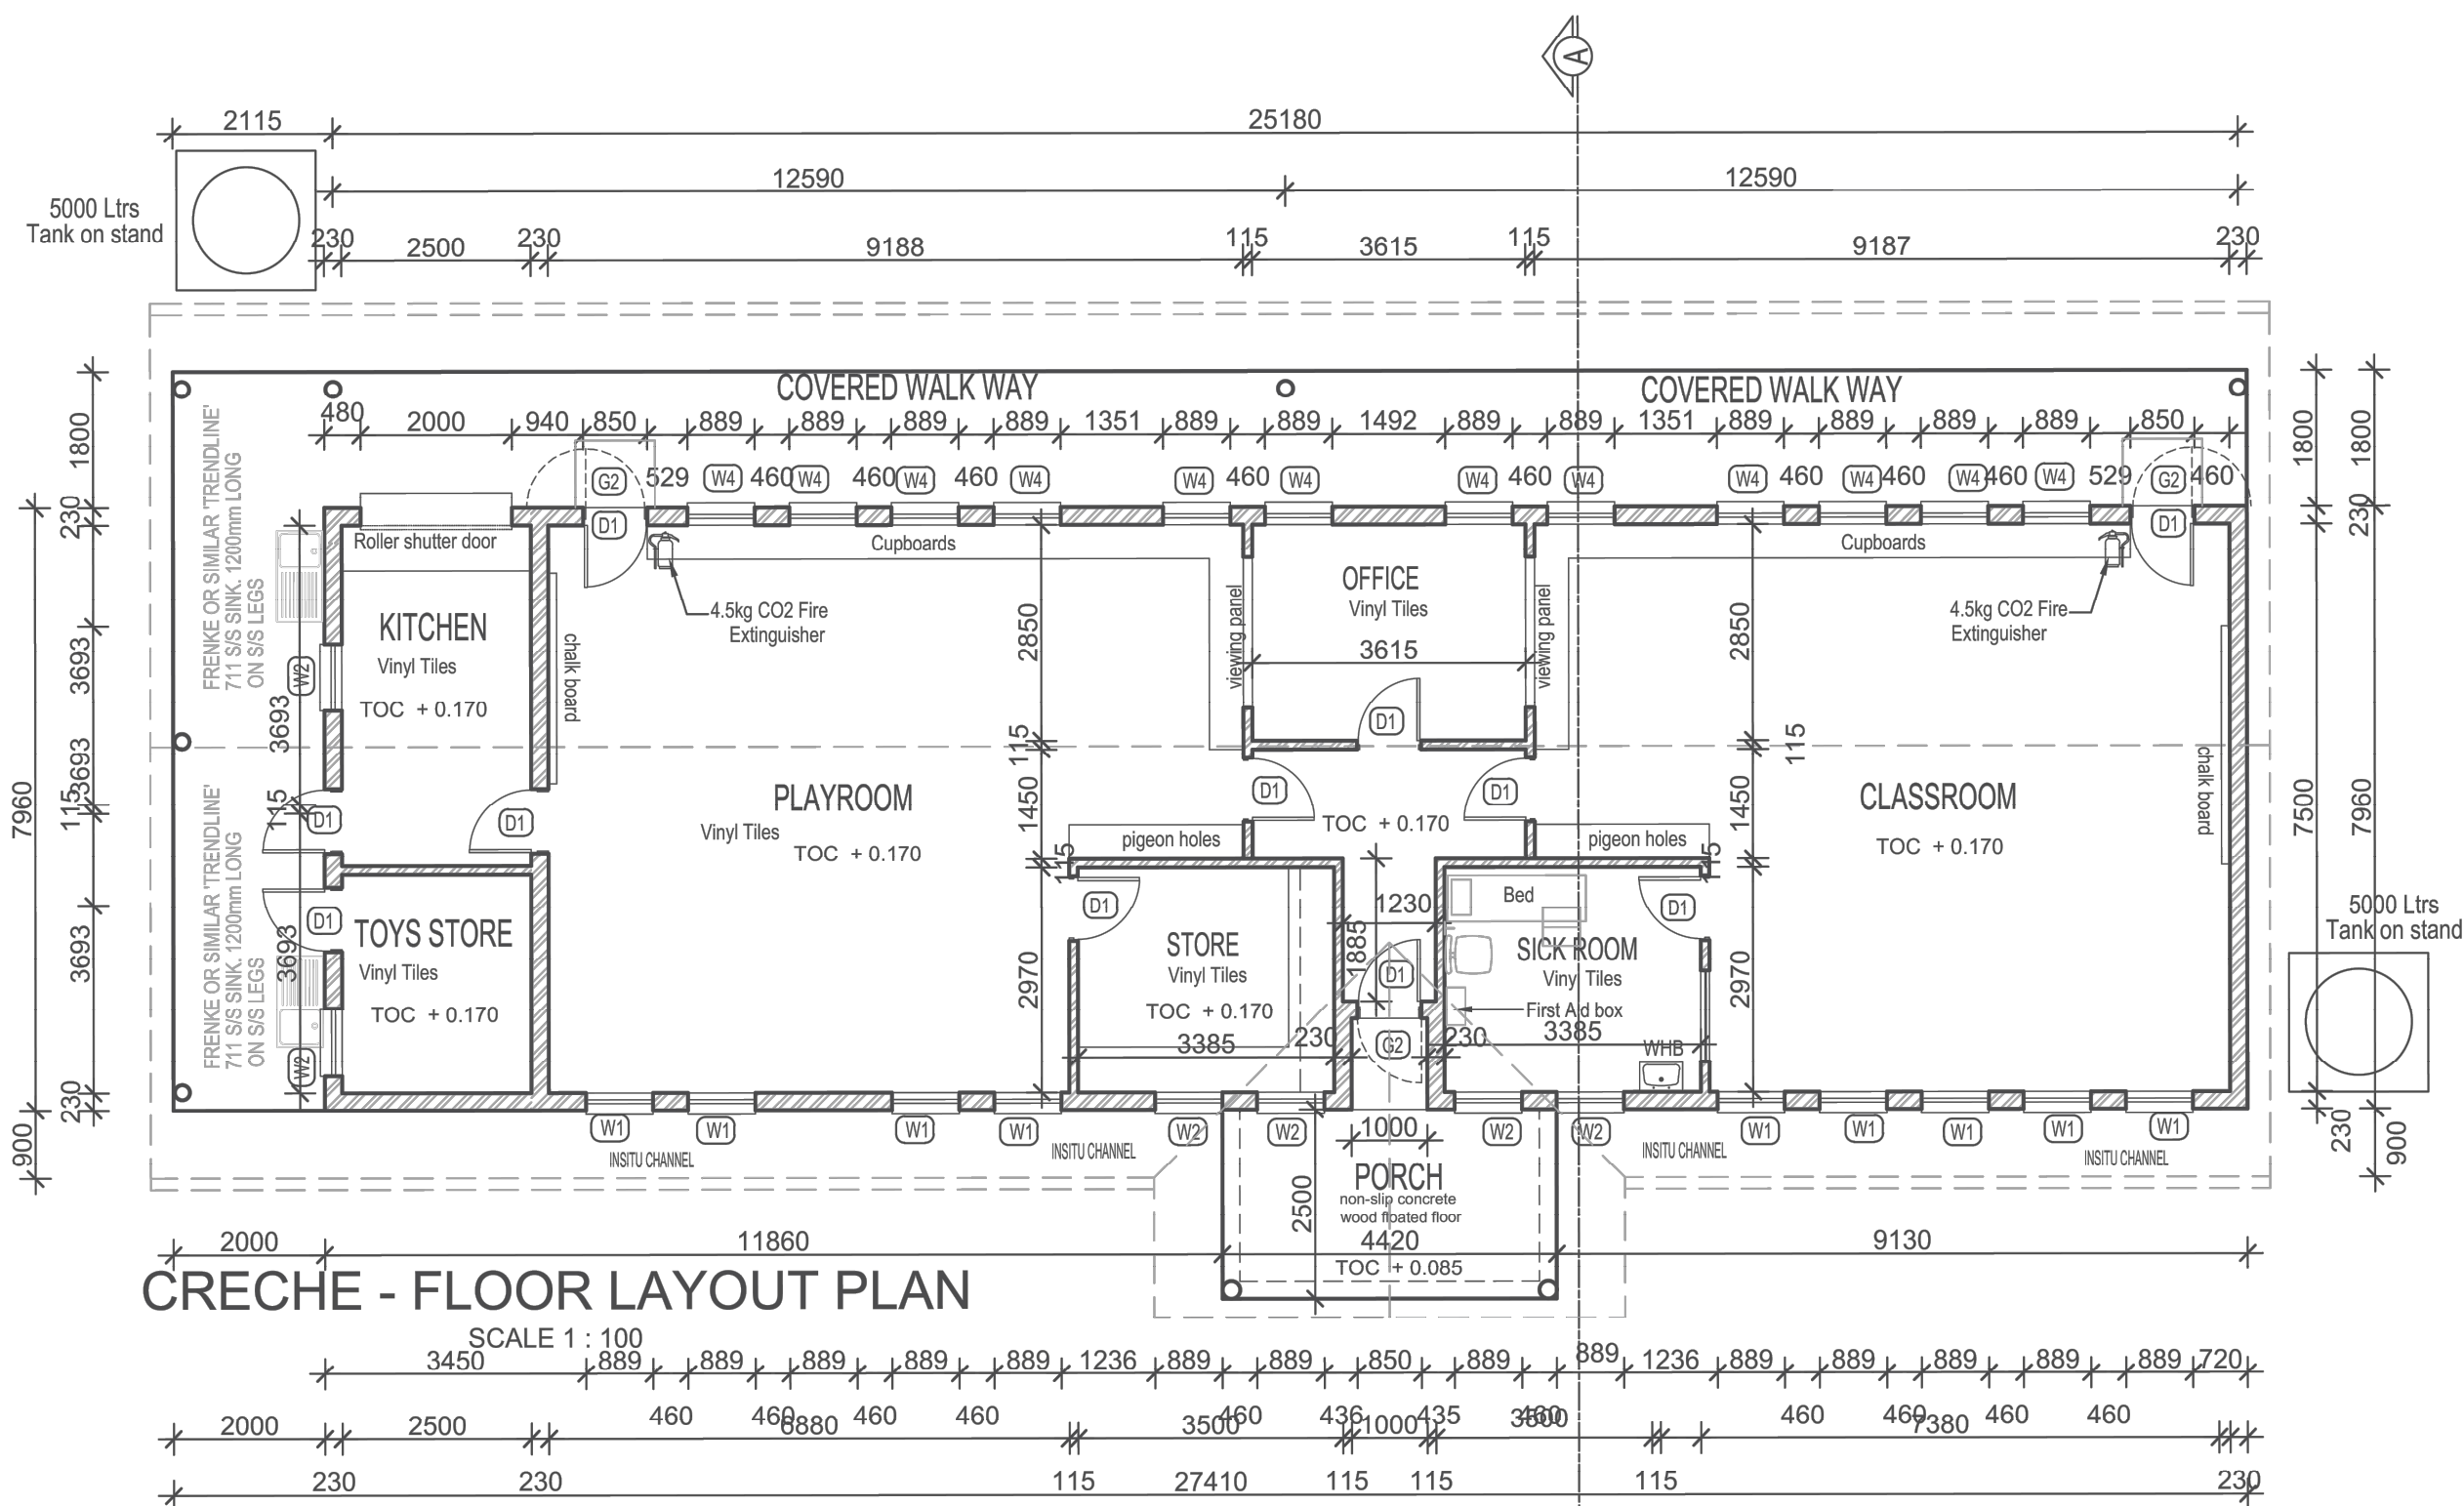 A
2115
25180
12590
12590
5000 Ltrs
Tank on stand
230
2500
230
9188
115
3615
115
9187
230
COVERED WALK WAY
COVERED WALK WAY
480
2000
940
850
889
889
889
889
1351
889
889
1492
889
889
1351
889
889
889
889
850
G2
529
W4
460
W4
460
W4
460
W4
W4
460
W4
W4
460
W4
W4
460
W4
460
W4
460
W4
529
G2
460
1800
230
3693
3693
115
3693
230
7960
900
FRENKE OR SIMILAR 'TRENDLINE'
711 S/S SINK. 1200mm LONG
ON S/S LEGS
FRENKE OR SIMILAR 'TRENDLINE'
711 S/S SINK. 1200mm LONG
ON S/S LEGS
W2
3693
115
3693
W2
Roller shutter door
KITCHEN
Vinyl Tiles
TOC + 0.170
D1
D1
D1
TOYS STORE
Vinyl Tiles
TOC + 0.170
D1
chalk board
4.5kg CO2 Fire
Extinguisher
Cupboards
PLAYROOM
Vinyl Tiles
TOC + 0.170
2850
115
1450
115
2970
viewing panel
OFFICE
Vinyl Tiles
3615
D1
viewing panel
D1
D1
TOC + 0.170
pigeon holes
pigeon holes
D1
STORE
Vinyl Tiles
TOC + 0.170
3385
230
1230
1885
D1
G2
230
Bed
SICK ROOM
Vinyl Tiles
First Aid box
3385
WHB
D1
115
Cupboards
D1
4.5kg CO2 Fire
Extinguisher
2850
115
1450
2970
CLASSROOM
TOC + 0.170
chalk board
1800
1800
230
7500
7960
230
900
5000 Ltrs
Tank on stand
W1
W1
W1
W1
W2
W2
W2
W2
W1
W1
W1
W1
W1
INSITU CHANNEL
INSITU CHANNEL
INSITU CHANNEL
INSITU CHANNEL
1000
PORCH
non-slip concrete
wood floated floor
2500
4420
TOC + 0.085
2000
11860
9130
CRECHE - FLOOR LAYOUT PLAN
SCALE 1 : 100
3450
889
889
889
889
889
1236
889
889
850
889
889
1236
889
889
889
889
889
720
460
460
460
460
460
436
435
460
460
460
460
460
2000
2500
6880
3500
1000
3500
7380
230
230
115
27410
115
115
115
230